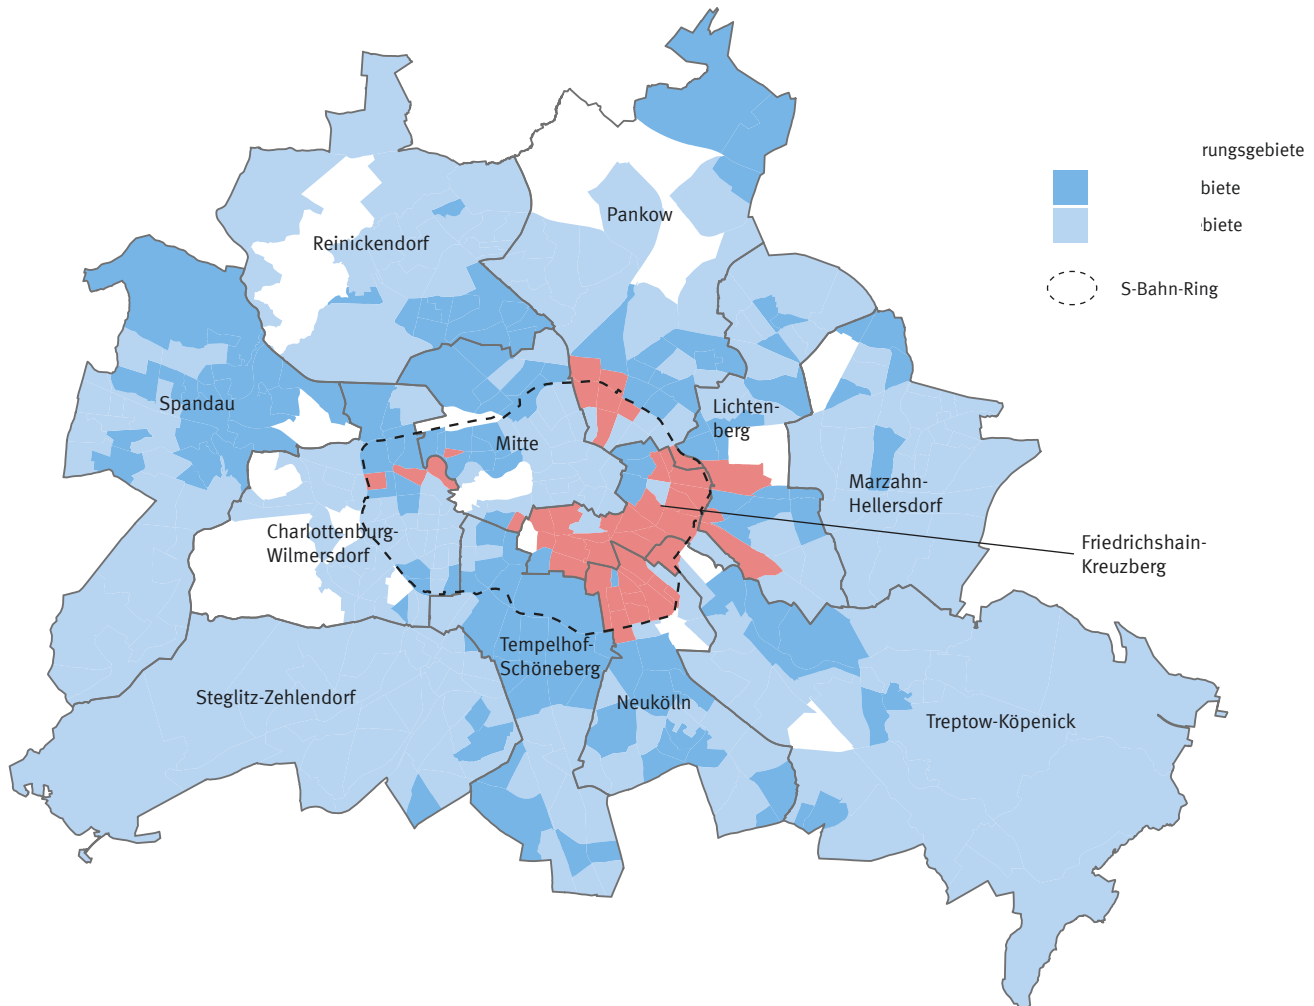 rungsgebiete
biete
biete
S-Bahn-Ring
Pankow
Reinickendorf
Spandau
Lichten-
berg
Mitte
Marzahn-
Hellersdorf
Charlottenburg-
Wilmersdorf
Friedrichshain-
Kreuzberg
Tempelhof-
Schöneberg
Steglitz-Zehlendorf
Neukölln
Treptow-Köpenick